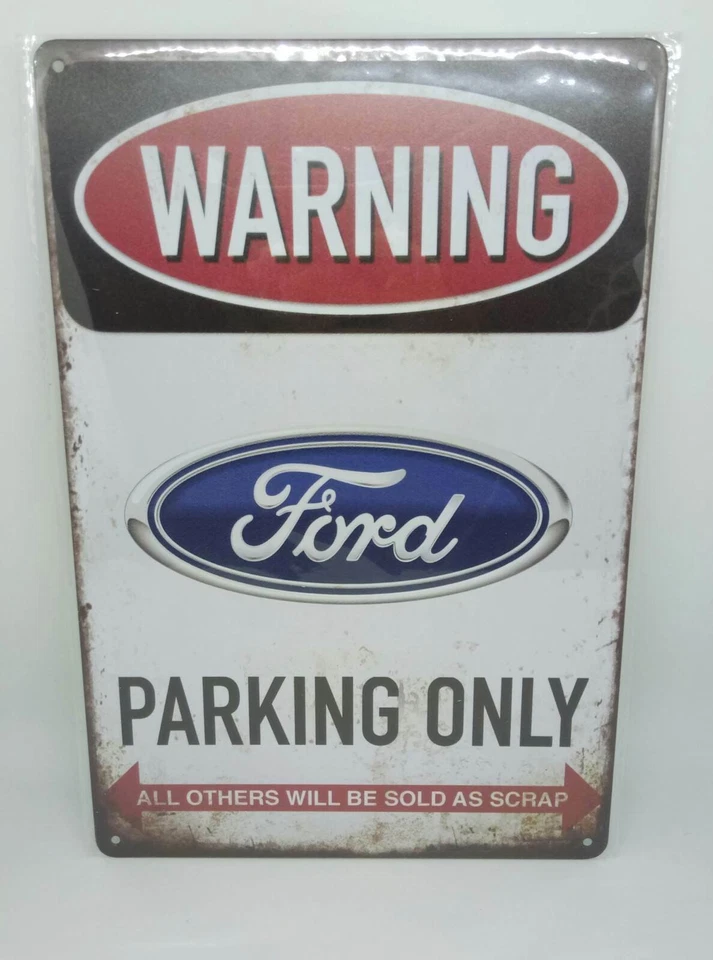 WARNING
Ford
PARKING ONLY
ALL OTHERS WILL BE SOLD AS SCRAP